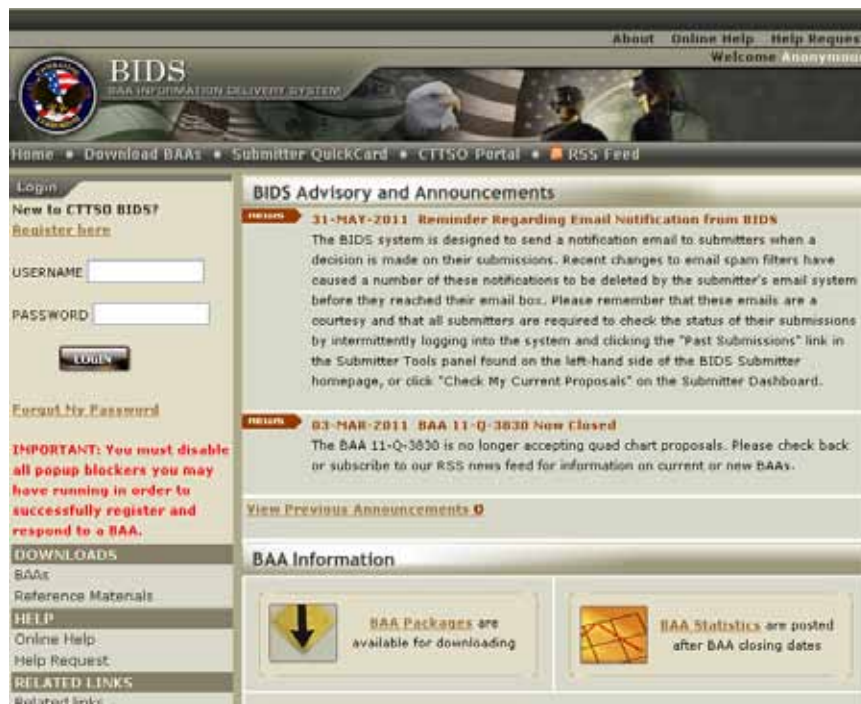 About Online Help Help Reques
Welcome Anonymous
BIDS
BAA INFORMATION DELIVERY SYSTEM
Home • Download BAAs • Submitter QuickCard • CTTSO Portal • RSS Feed
Login
New to CTTSO BIDS?
Register here
USERNAME
PASSWORD
LOGIN
Forgot My Password
IMPORTANT: You must disable
all popup blockers you may
have running in order to
successfully register and
respond to a BAA.
DOWNLOADS
BAAs
Reference Materials
HELP
Online Help
Help Request
RELATED LINKS
Related links
BIDS Advisory and Announcements
NEWS 31-MAY-2011 Reminder Regarding Email Notification from BIDS
The BIDS system is designed to send a notification email to submitters when a
decision is made on their submissions. Recent changes to email spam filters have
caused a number of these notifications to be deleted by the submitter's email system
before they reached their email box. Please remember that these emails are a
courtesy and that all submitters are required to check the status of their submissions
by intermittently logging into the system and clicking the "Past Submissions" link in
the Submitter Tools panel found on the left-hand side of the BIDS Submitter
homepage, or click "Check My Current Proposals" on the Submitter Dashboard.
NEWS 03-MAR-2011 BAA 11-Q-3830 Now Closed
The BAA 11-Q-3830 is no longer accepting quad chart proposals. Please check back
or subscribe to our RSS news feed for information on current or new BAAs.
View Previous Announcements
BAA Information
BAA Packages are
available for downloading
BAA Statistics are posted
after BAA closing dates